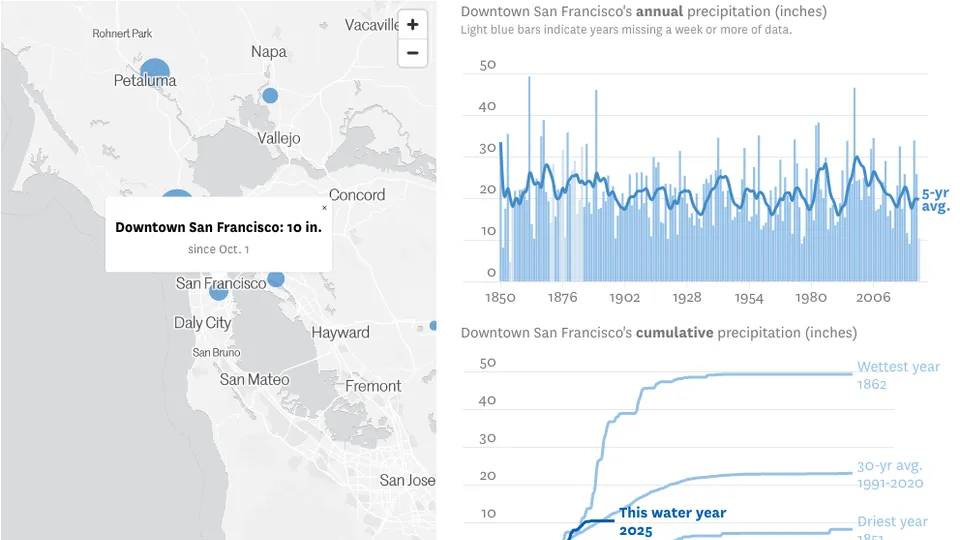 Rohnert Park
Vacaville
Napa
Petaluma
Vallejo
Concord
×
Downtown San Francisco: 10 in.
since Oct. 1
San Francisco
Daly City
Hayward
San Bruno
San Mateo
Fremont
San Jose
+
−
Downtown San Francisco's annual precipitation (inches)
Light blue bars indicate years missing a week or more of data.
50
40
30
20
10
0
5-yr
avg.
1850 1876 1902 1928 1954 1980 2006
Downtown San Francisco's cumulative precipitation (inches)
50
40
30
20
10
Wettest year
1862
30-yr avg.
1991-2020
This water year
2025
Driest year
1851